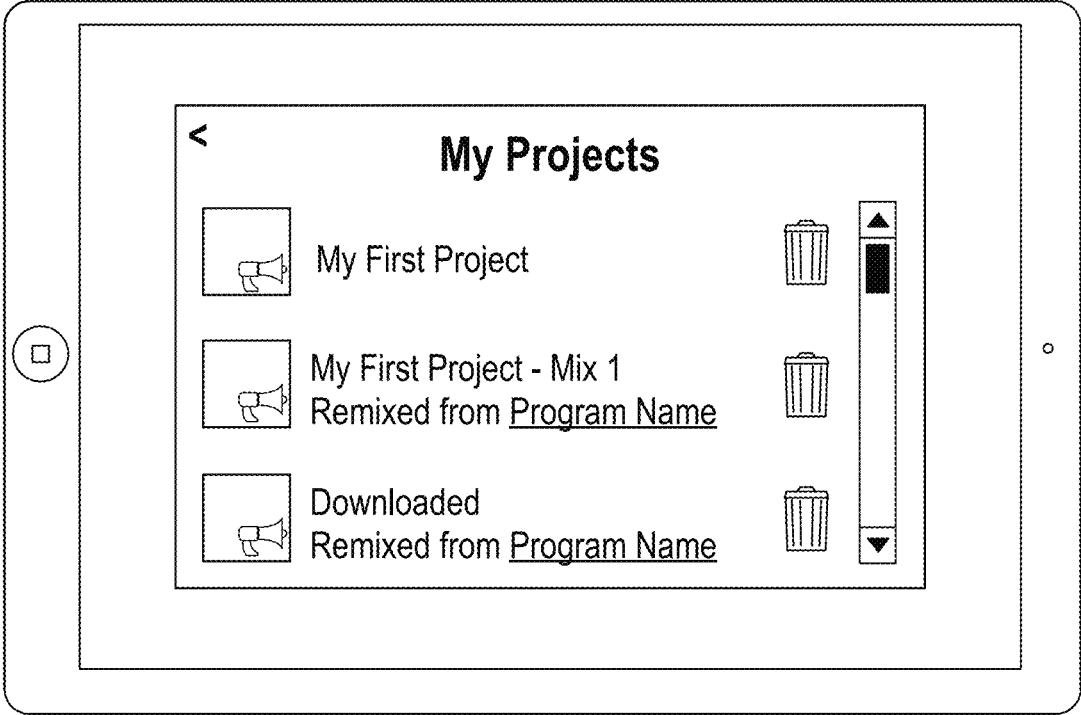 <
My Projects
My First Project
My First Project - Mix 1
Remixed from Program Name
Downloaded
Remixed from Program Name